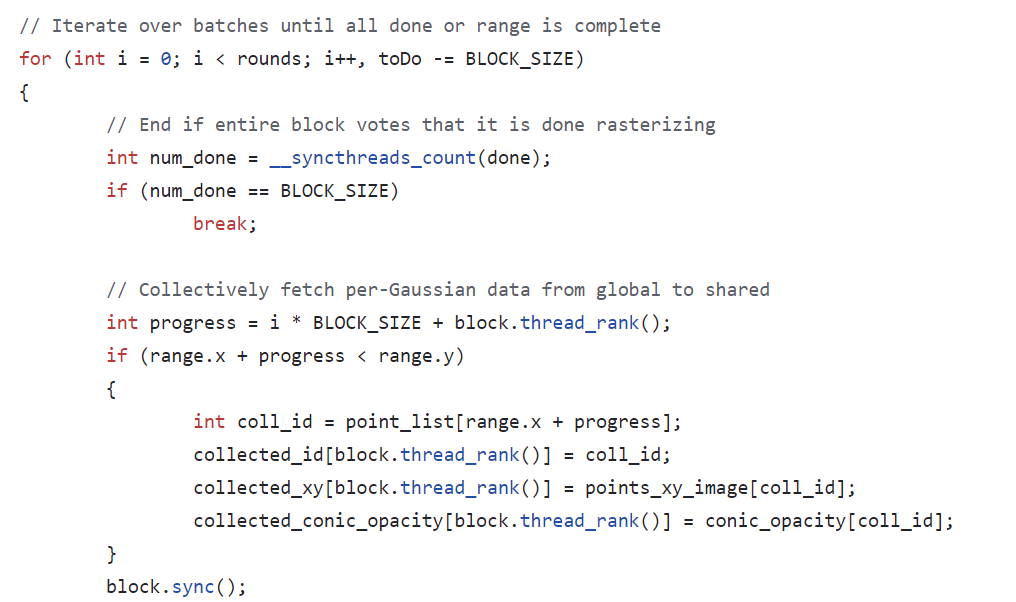 // Iterate over batches until all done or range is complete
for (int i = 0; i < rounds; i++, toDo -= BLOCK_SIZE)
{
// End if entire block votes that it is done rasterizing
int num_done = __syncthreads_count(done);
if (num_done == BLOCK_SIZE)
break;
// Collectively fetch per-Gaussian data from global to shared
int progress = i * BLOCK_SIZE + block.thread_rank();
if (range.x + progress < range.y)
{
int coll_id = point_list[range.x + progress];
collected_id[block.thread_rank()] = coll_id;
collected_xy[block.thread_rank()] = points_xy_image[coll_id];
collected_conic_opacity[block.thread_rank()] = conic_opacity[coll_id];
}
block.sync();